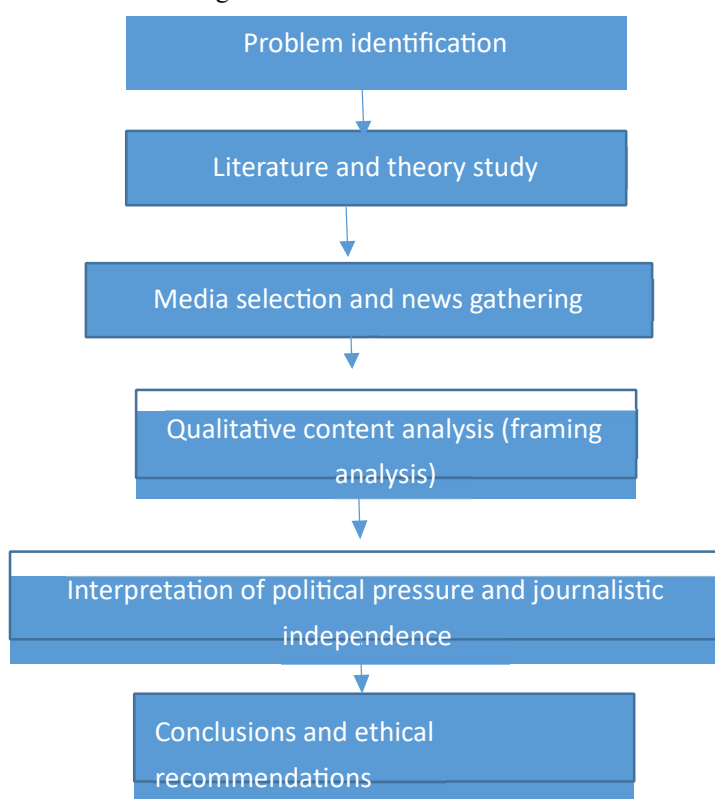 Problem identification
Literature and theory study
Media selection and news gathering
Qualitative content analysis (framing
analysis)
Interpretation of political pressure and journalistic
independence
Conclusions and ethical
recommendations